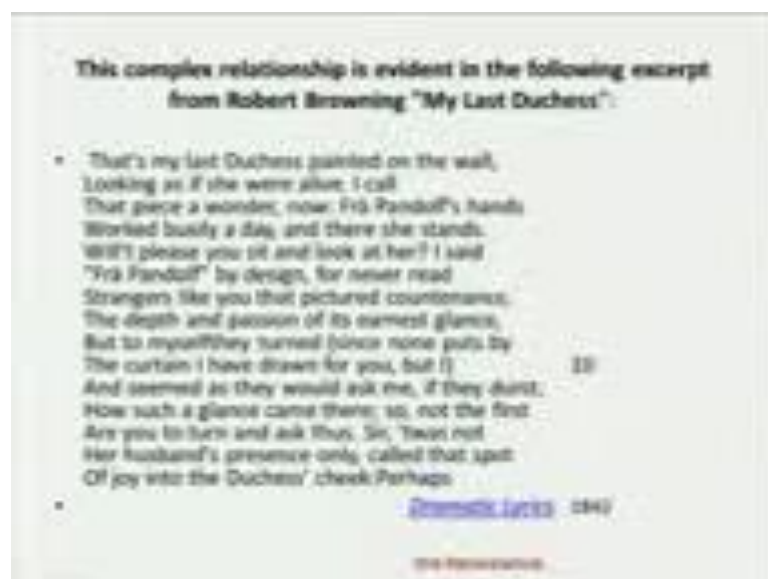 This complex relationship is evident in the following excerpt
from Robert Browning "My Last Duchess":
• That's my last Duchess painted on the wall,
Looking as if she were alive. I call
That piece a wonder, now: Frà Pandolf's hands
Worked busily a day, and there she stands.
Will't please you sit and look at her? I said
"Frà Pandolf" by design, for never read
Strangers like you that pictured countenance,
The depth and passion of its earnest glance,
But to myselfthey turned (since none puts by
The curtain I have drawn for you, but I) 10
And seemed as they would ask me, if they durst,
How such a glance came there; so, not the first
Are you to turn and ask thus. Sir, 'twas not
Her husband's presence only, called that spot
Of joy into the Duchess' cheek:Perhaps
• Dramatic Lyrics 1842